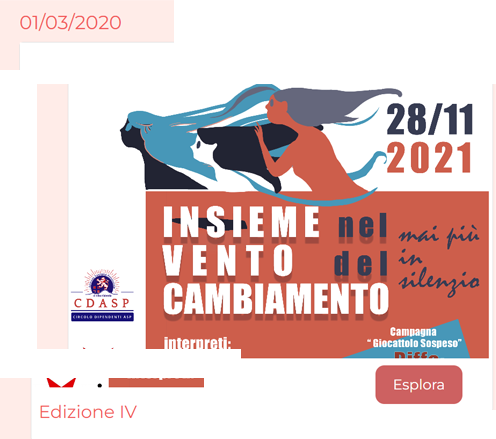 01/03/2020
28/11
2021
INSIEME nel
VENTO del
CAMBIAMENTO
mai più
in
silenzio
CDASP
CIRCOLO DIPENDENTI ASP
interpreti:
Campagna
“Giocattolo Sospeso”
Esplora
Edizione IV